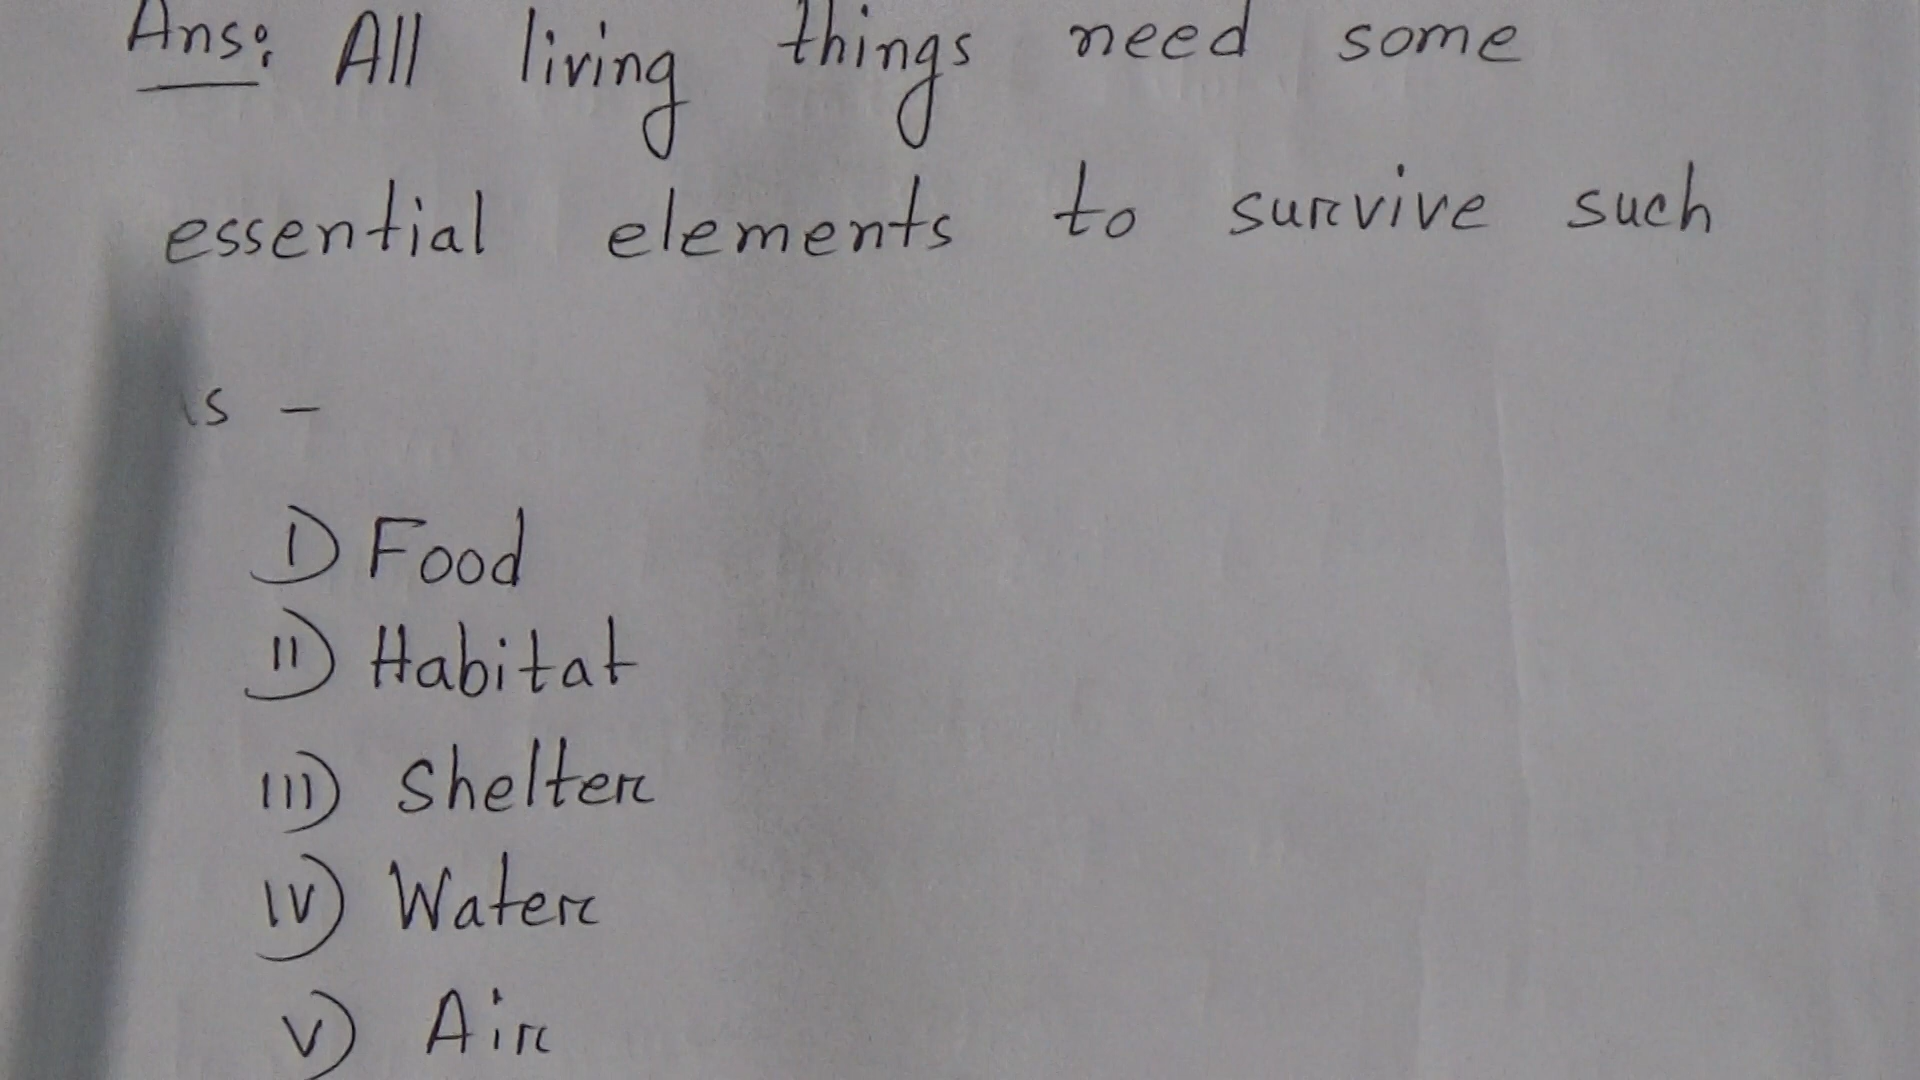 Ans: All living things need some
essential elements to survive such
is -
I) Food
II) Habitat
III) Shelter
IV) Water
V) Air